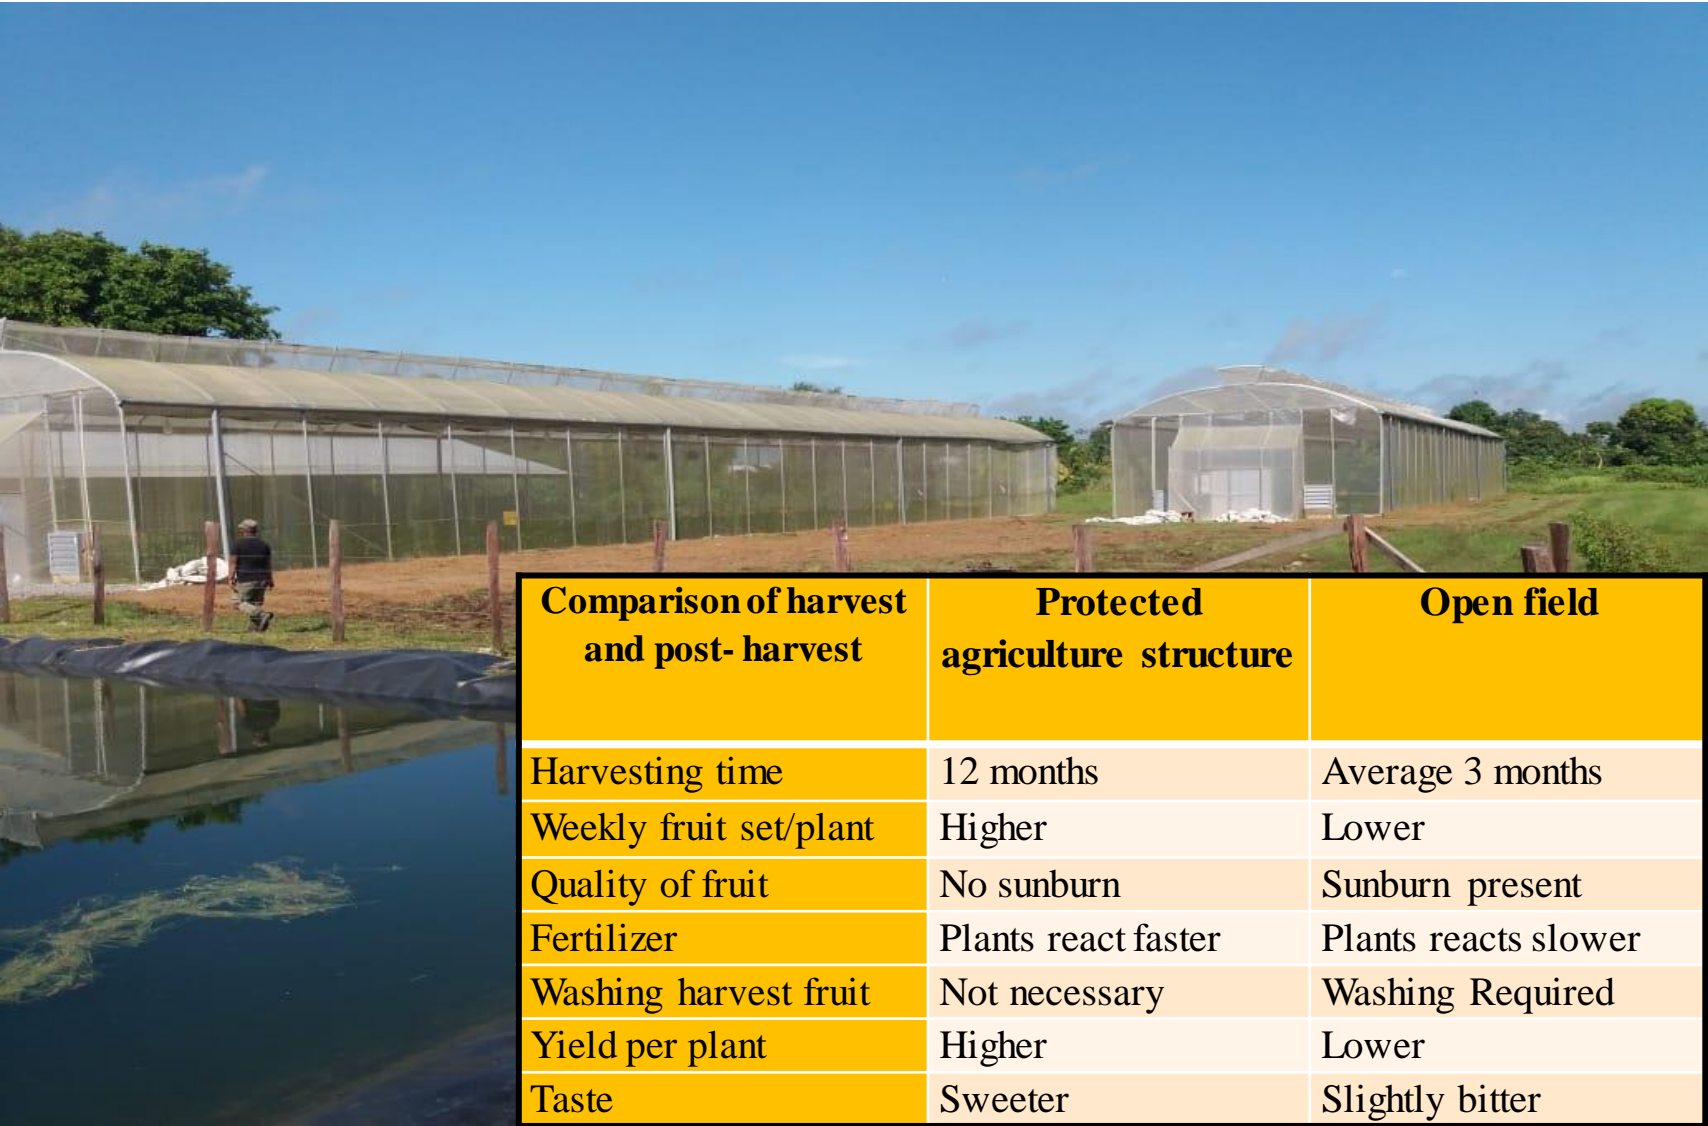 Comparison of harvest and post- harvest	Protected agriculture structure	Open field
Harvesting time	12 months	Average 3 months
Weekly fruit set/plant	Higher	Lower
Quality of fruit	No sunburn	Sunburn present
Fertilizer	Plants react faster	Plants reacts slower
Washing harvest fruit	Not necessary	Washing Required
Yield per plant	Higher	Lower
Taste	Sweeter	Slightly bitter